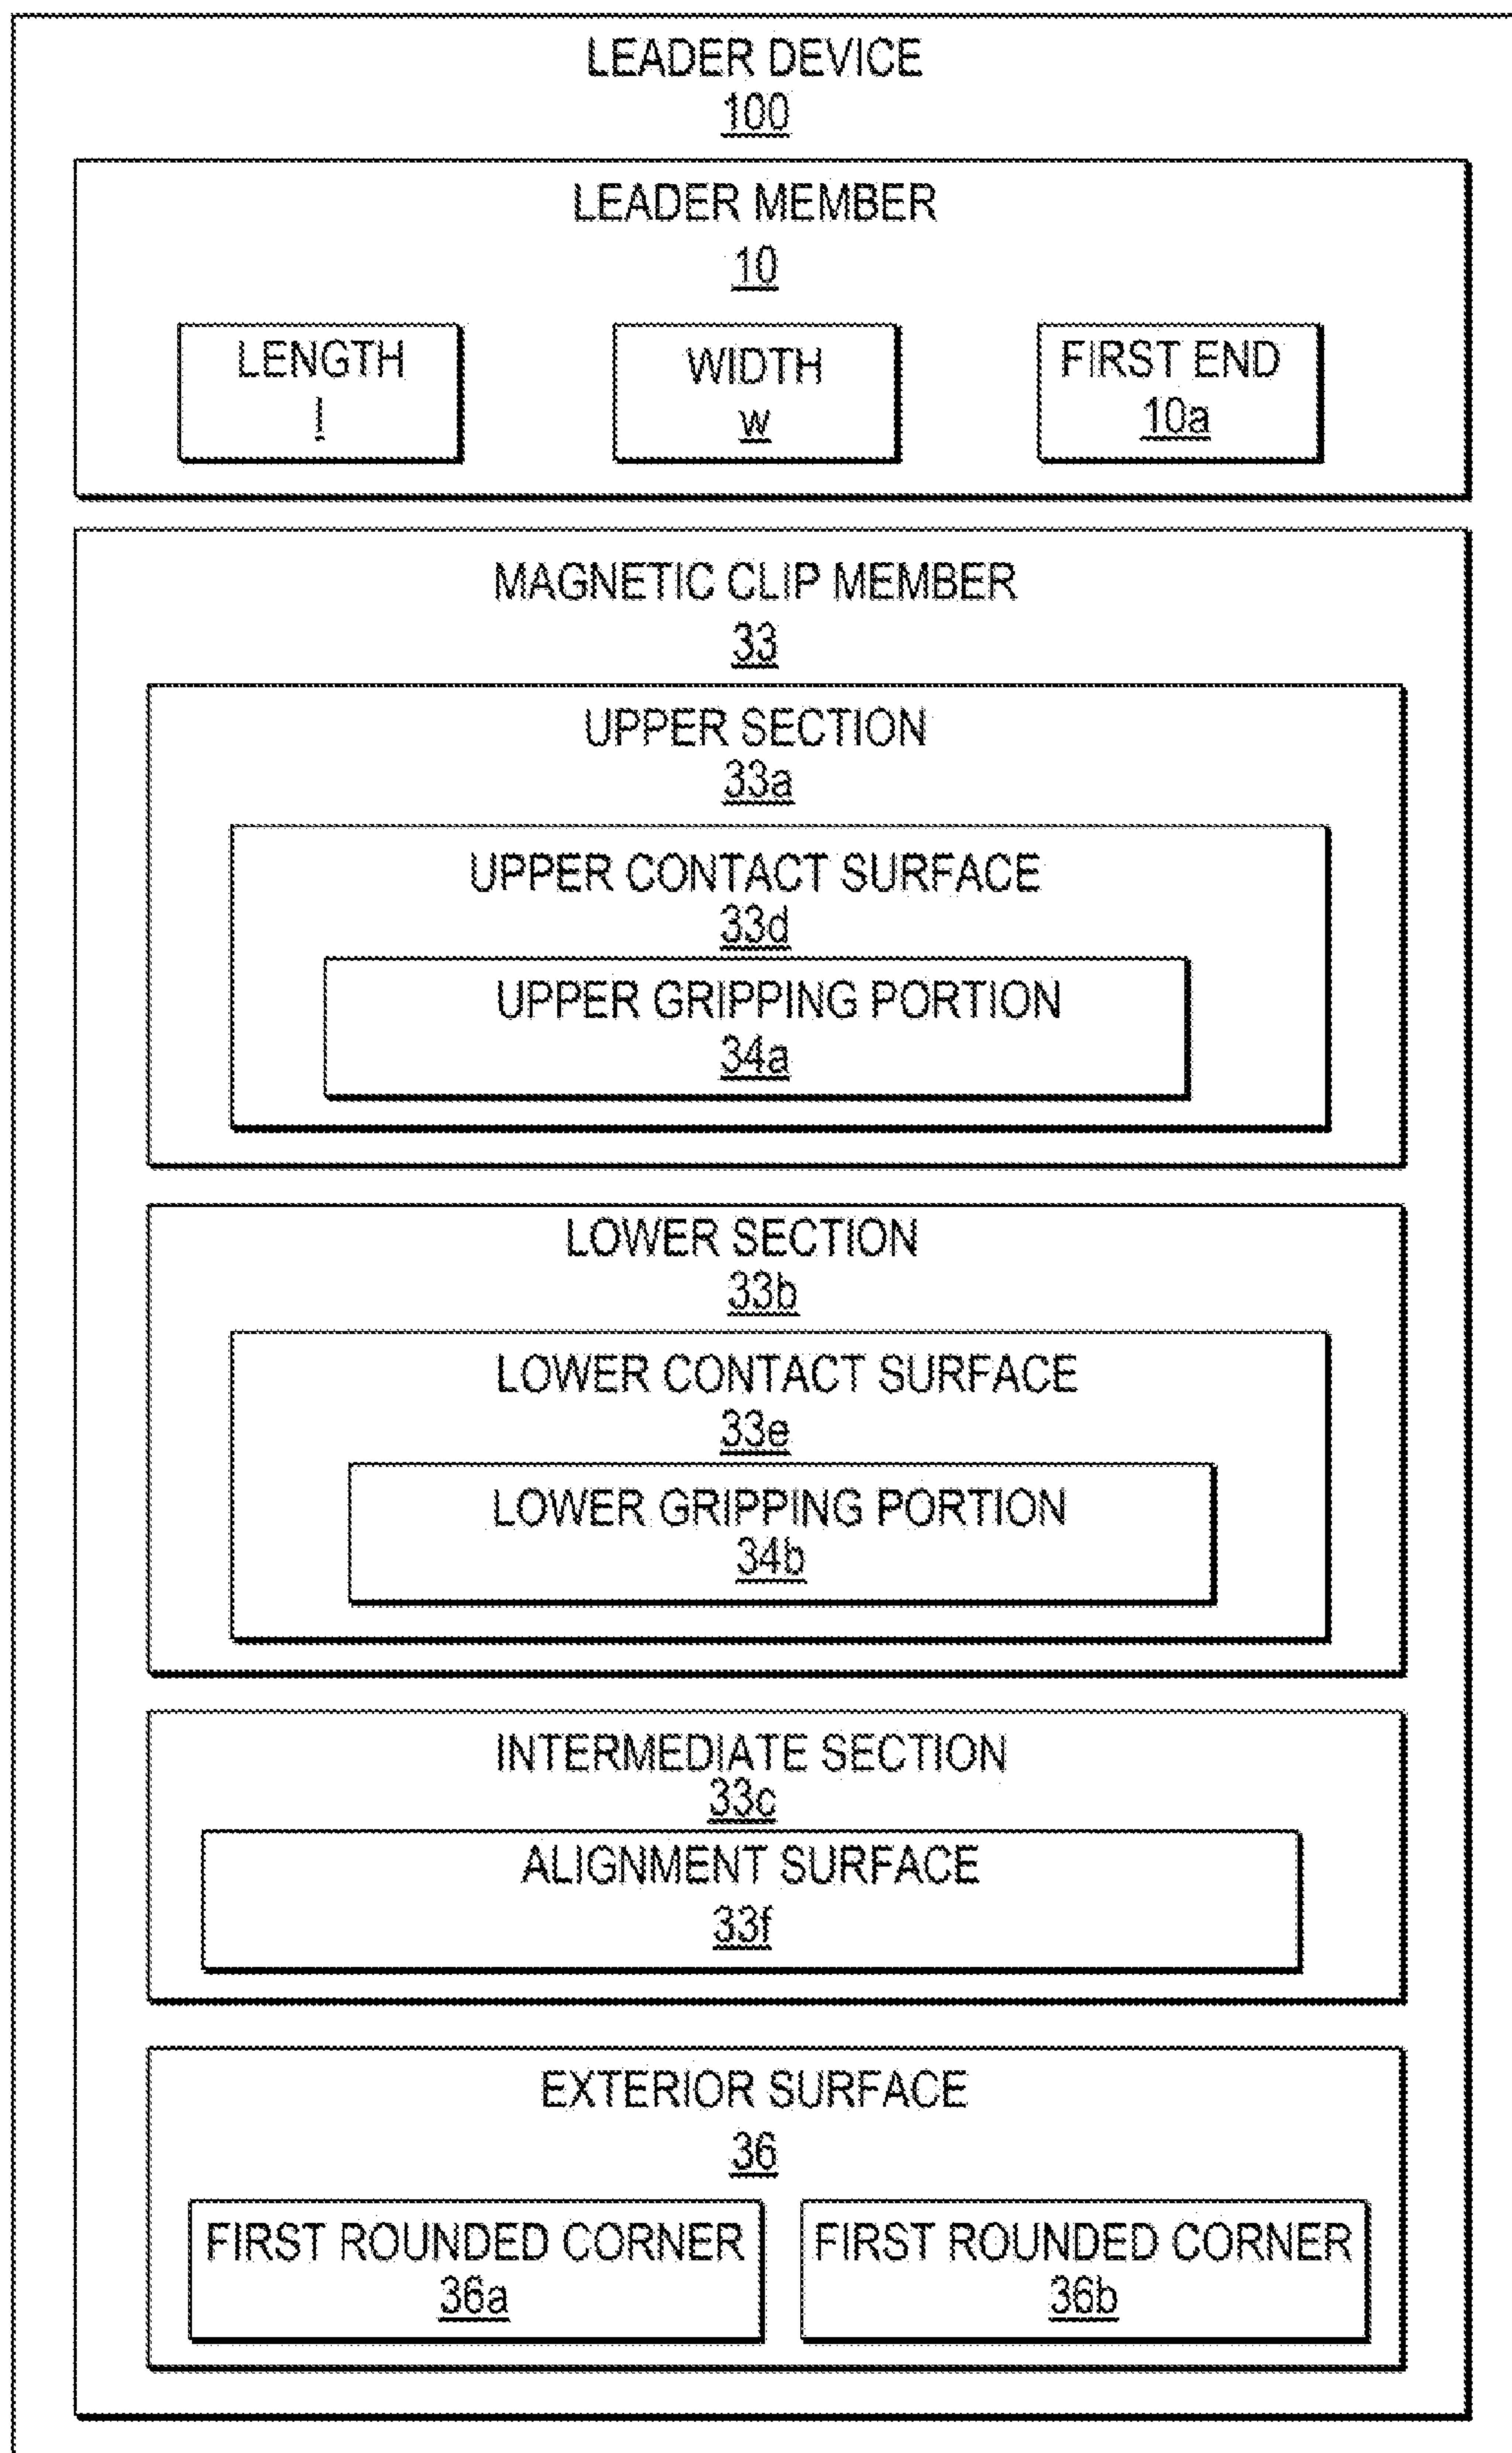 LEADER DEVICE
100
LEADER MEMBER
10
LENGTH
l
WIDTH
w
FIRST END
10a
MAGNETIC CLIP MEMBER
33
UPPER SECTION
33a
UPPER CONTACT SURFACE
33d
UPPER GRIPPING PORTION
34a
LOWER SECTION
33b
LOWER CONTACT SURFACE
33e
LOWER GRIPPING PORTION
34b
INTERMEDIATE SECTION
33c
ALIGNMENT SURFACE
33f
EXTERIOR SURFACE
36
FIRST ROUNDED CORNER
36a
FIRST ROUNDED CORNER
36b